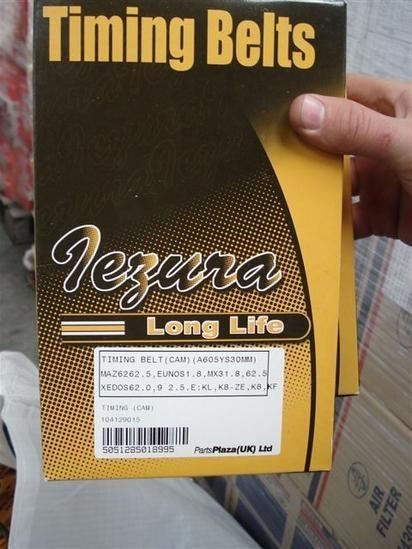 Timing Belts
Tezura
Long Life
TIMING BELT(CAM)(A605YS30MM)
MAZ6262.5,EUNOS1.8,MX31.8,62.5
XEDOS62.0,9 2.5.E:KL,K8-ZE,K8,KF
TIMING (CAM)
104129015
5051285018995
PartsPlaza(UK) Ltd
AIR
FILTER